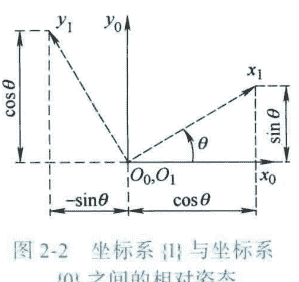 y₁ y₀
cosθ
x₁
θ
sinθ
O₀,O₁ x₀
-sinθ cosθ
图 2-2 坐标系 {1} 与坐标系
{0} 之间的相对姿态